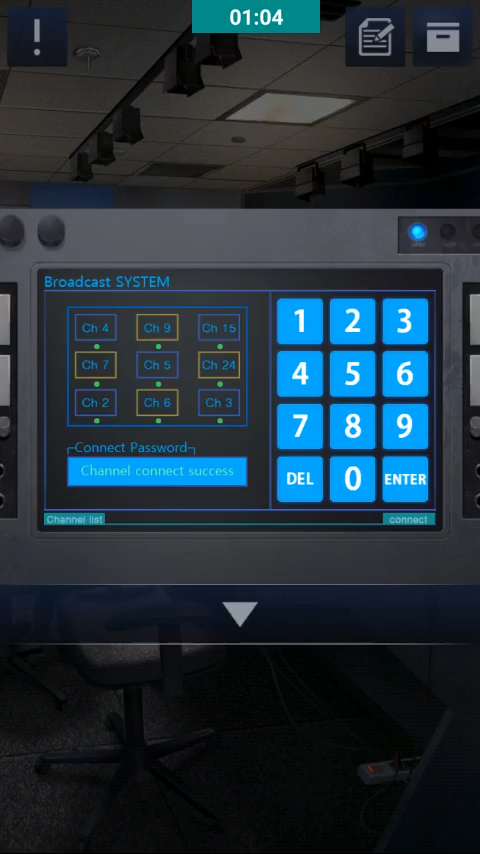 01:04
Broadcast SYSTEM
Ch 4 Ch 9 Ch 15
Ch 7 Ch 5 Ch 24
Ch 2 Ch 6 Ch 3
Connect Password
Channel connect success
1 2 3
4 5 6
7 8 9
DEL 0 ENTER
Channel list connect